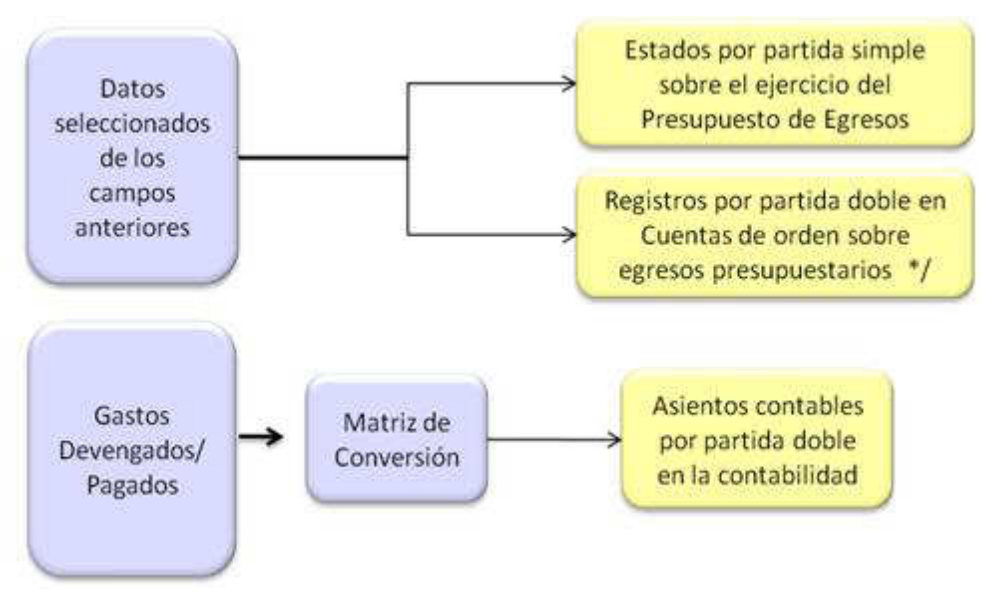 Datos
seleccionados
de los
campos
anteriores
Estados por partida simple
sobre el ejercicio del
Presupuesto de Egresos
Registros por partida doble en
Cuentas de orden sobre
egresos presupuestarios */
Gastos
Devengados/
Pagados
Matriz de
Conversión
Asientos contables
por partida doble
en la contabilidad